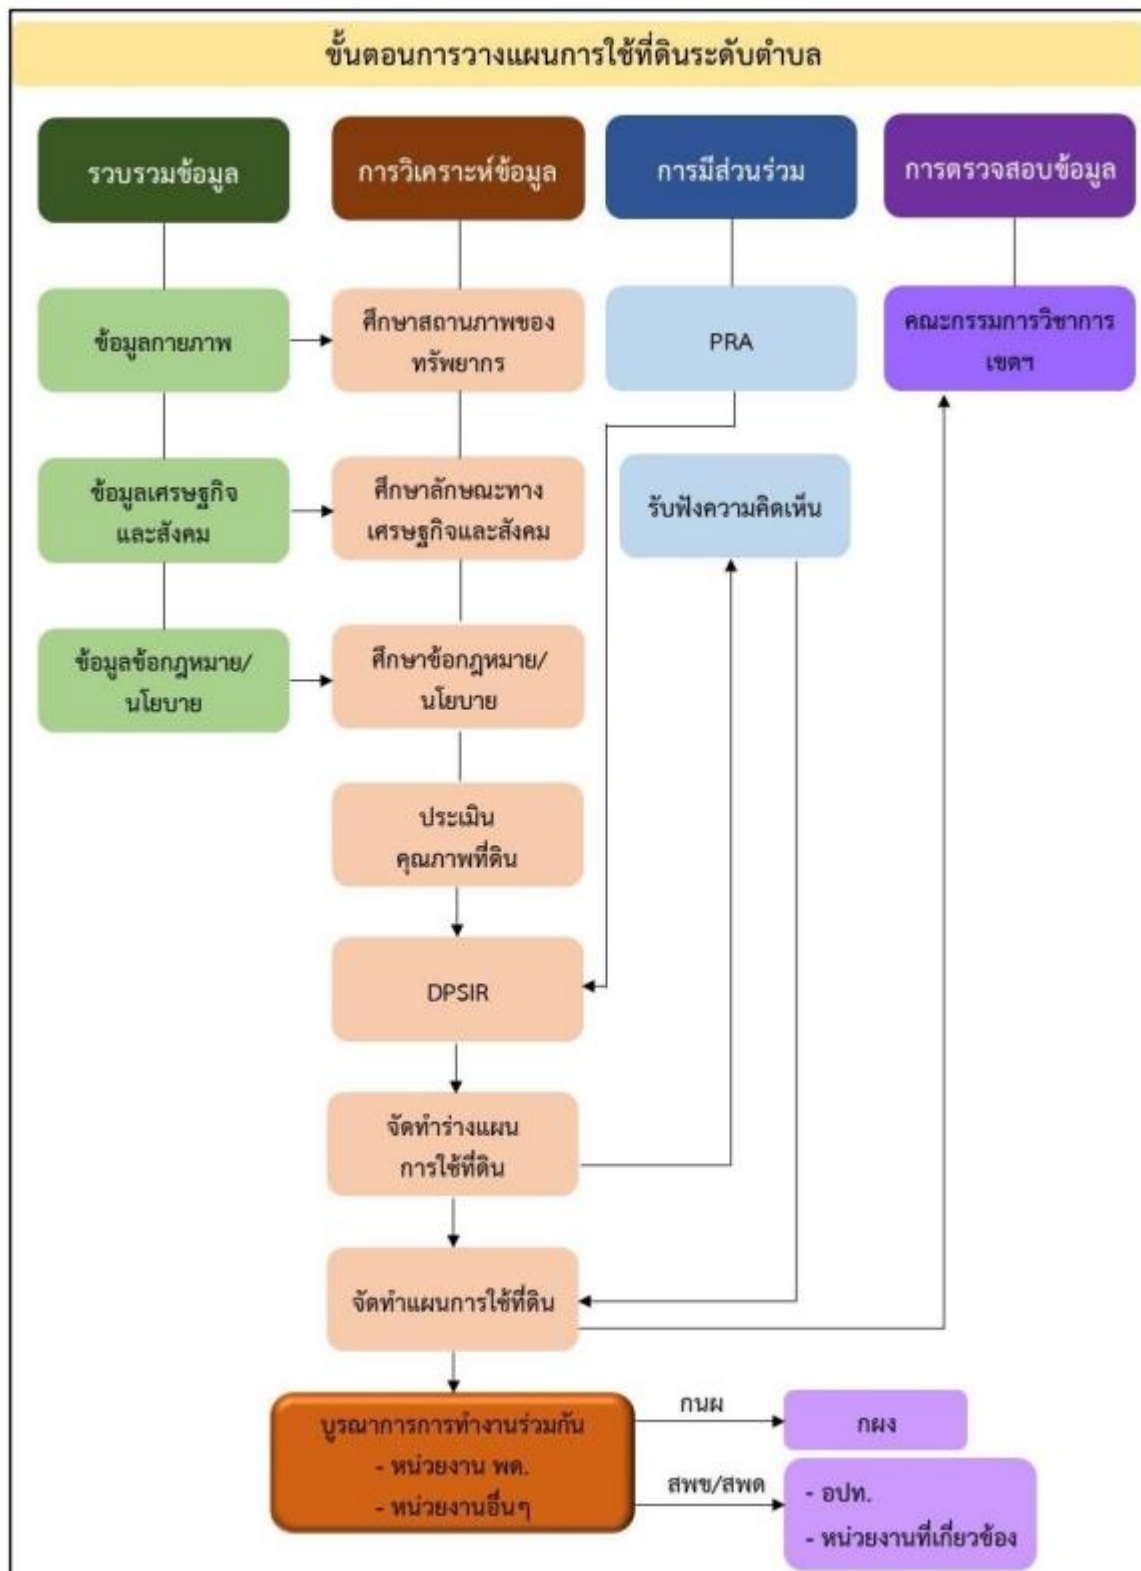 ขั้นตอนการวางแผนการใช้ที่ดินระดับตำบล
รวบรวมข้อมูล
การวิเคราะห์ข้อมูล
การมีส่วนร่วม
การตรวจสอบข้อมูล
ข้อมูลกายภาพ
ศึกษาสถานภาพของ
ทรัพยากร
PRA
คณะกรรมการวิชาการ
เขตฯ
ข้อมูลเศรษฐกิจ
และสังคม
ศึกษาลักษณะทาง
เศรษฐกิจและสังคม
รับฟังความคิดเห็น
ข้อมูลข้อกฎหมาย/
นโยบาย
ศึกษาข้อกฎหมาย/
นโยบาย
ประเมิน
คุณภาพที่ดิน
DPSIR
จัดทำร่างแผน
การใช้ที่ดิน
จัดทำแผนการใช้ที่ดิน
บูรณาการการทำงานร่วมกัน
- หน่วยงาน พด.
- หน่วยงานอื่นๆ
กนผ
กผง
สพข/สพด
- อปท.
- หน่วยงานที่เกี่ยวข้อง